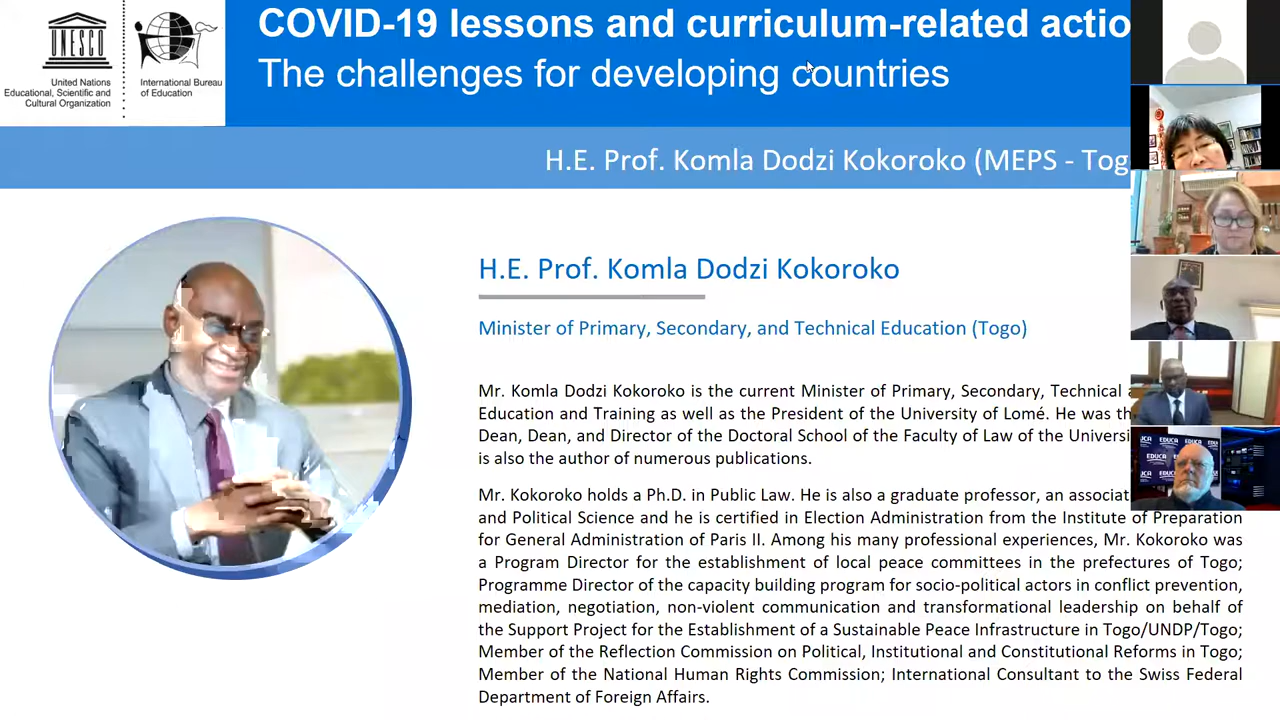 COVID-19 lessons and curriculum-related actio
The challenges for developing countries
UNESCO
United Nations
Educational, Scientific and
Cultural Organization
International Bureau
of Education
H.E. Prof. Komla Dodzi Kokoroko (MEPS - Tog
H.E. Prof. Komla Dodzi Kokoroko
Minister of Primary, Secondary, and Technical Education (Togo)
Mr. Komla Dodzi Kokoroko is the current Minister of Primary, Secondary, Technical a
Education and Training as well as the President of the University of Lomé. He was th
Dean, Dean, and Director of the Doctoral School of the Faculty of Law of the Universi
is also the author of numerous publications.
Mr. Kokoroko holds a Ph.D. in Public Law. He is also a graduate professor, an associat
and Political Science and he is certified in Election Administration from the Institute of Preparation
for General Administration of Paris II. Among his many professional experiences, Mr. Kokoroko was
a Program Director for the establishment of local peace committees in the prefectures of Togo;
Programme Director of the capacity building program for socio-political actors in conflict prevention,
mediation, negotiation, non-violent communication and transformational leadership on behalf of
the Support Project for the Establishment of a Sustainable Peace Infrastructure in Togo/UNDP/Togo;
Member of the Reflection Commission on Political, Institutional and Constitutional Reforms in Togo;
Member of the National Human Rights Commission; International Consultant to the Swiss Federal
Department of Foreign Affairs.
EDUCA
EDUCA
EDUCA